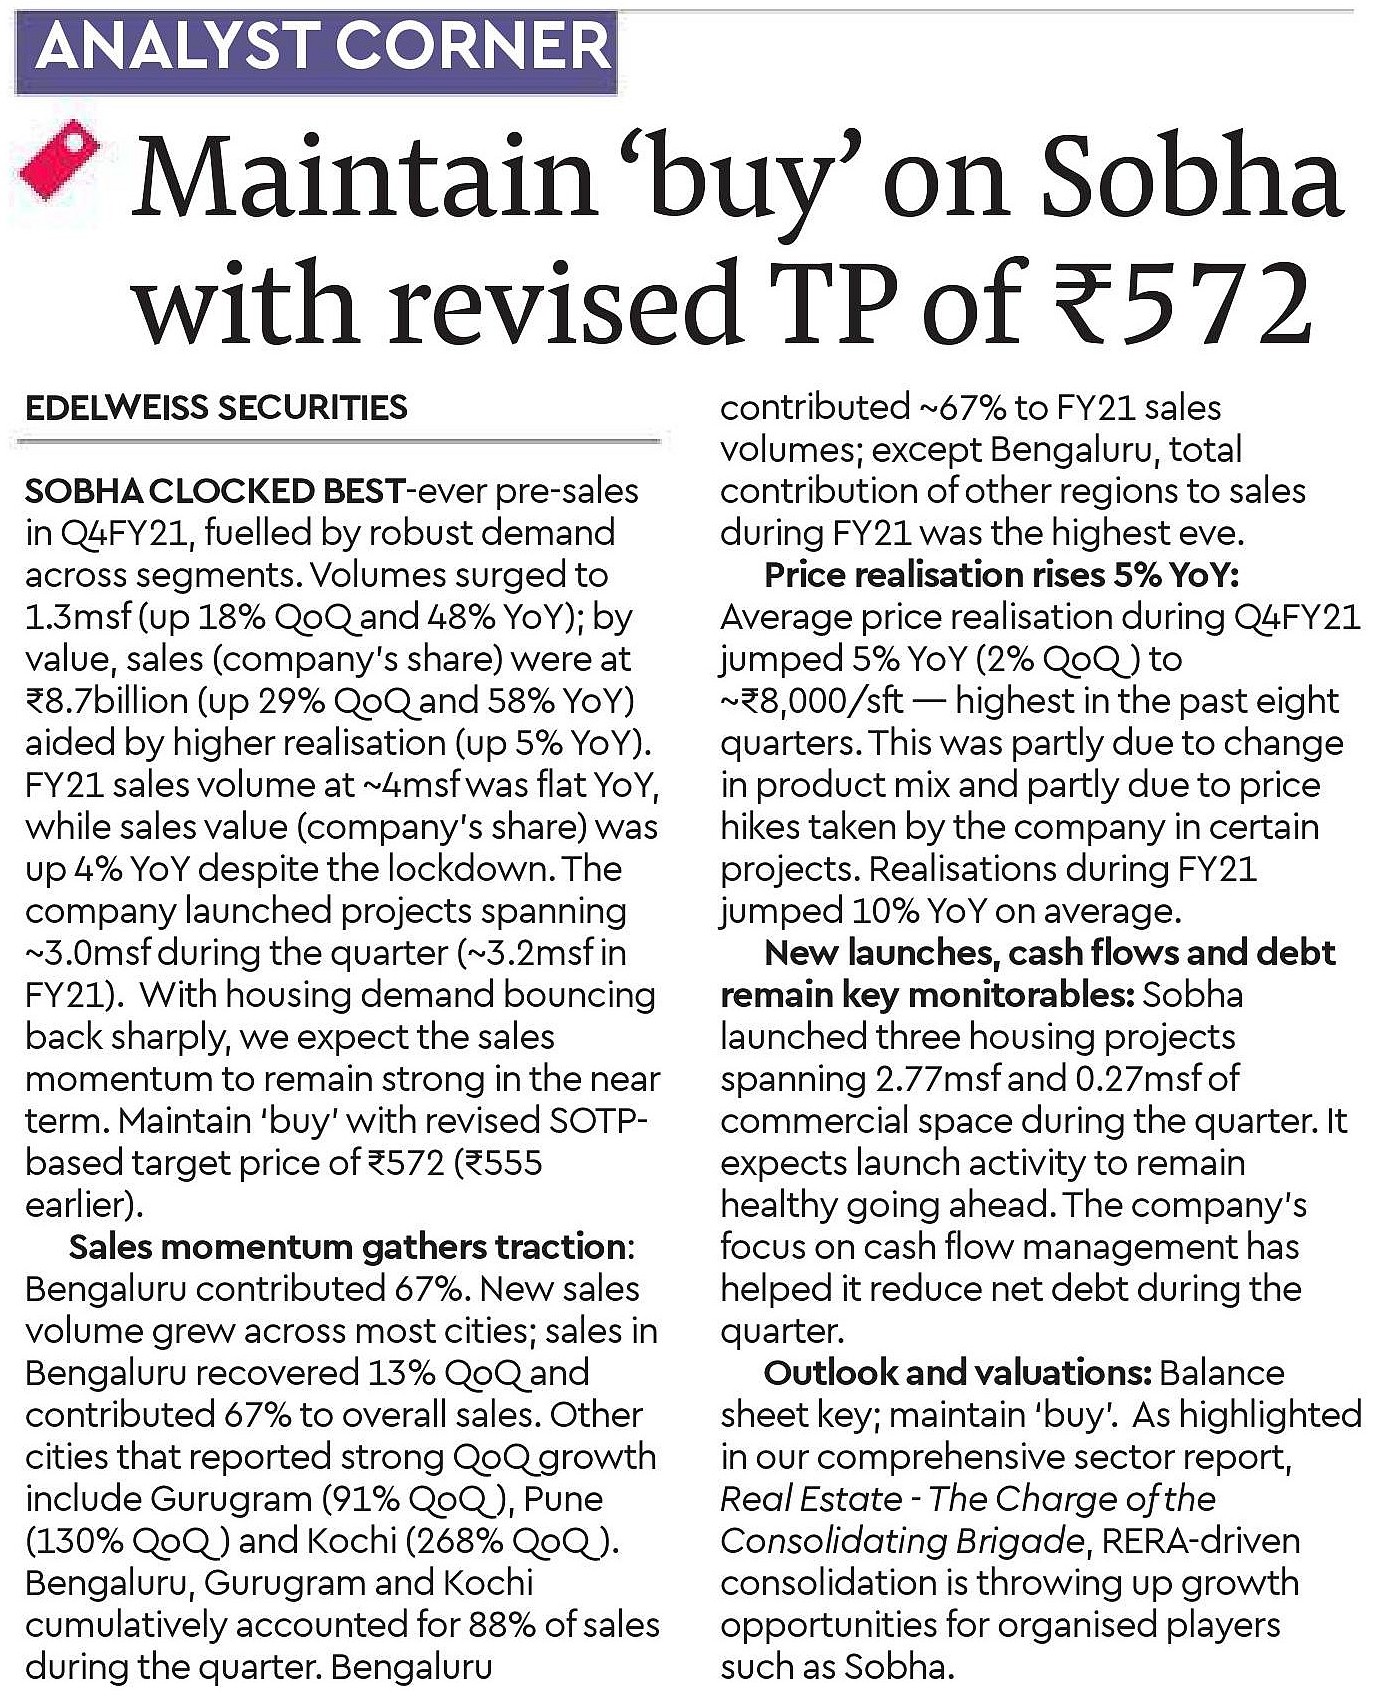 ANALYST CORNER
Maintain ‘buy’ on Sobha
with revised TP of ₹572
EDELWEISS SECURITIES
SOBHA CLOCKED BEST-ever pre-sales
in Q4FY21, fuelled by robust demand
across segments. Volumes surged to
1.3msf (up 18% QoQ and 48% YoY); by
value, sales (company's share) were at
₹8.7billion (up 29% QoQ and 58% YoY)
aided by higher realisation (up 5% YoY).
FY21 sales volume at ~4msf was flat YoY,
while sales value (company's share) was
up 4% YoY despite the lockdown. The
company launched projects spanning
~3.0msf during the quarter (~3.2msf in
FY21). With housing demand bouncing
back sharply, we expect the sales
momentum to remain strong in the near
term. Maintain 'buy' with revised SOTP-
based target price of ₹572 (₹555
earlier).
Sales momentum gathers traction:
Bengaluru contributed 67%. New sales
volume grew across most cities; sales in
Bengaluru recovered 13% QoQ and
contributed 67% to overall sales. Other
cities that reported strong QoQ growth
include Gurugram (91% QoQ), Pune
(130% QoQ) and Kochi (268% QoQ).
Bengaluru, Gurugram and Kochi
cumulatively accounted for 88% of sales
during the quarter. Bengaluru
contributed ~67% to FY21 sales
volumes; except Bengaluru, total
contribution of other regions to sales
during FY21 was the highest eve.
Price realisation rises 5% YoY:
Average price realisation during Q4FY21
jumped 5% YoY (2% QoQ) to
~₹8,000/sft — highest in the past eight
quarters. This was partly due to change
in product mix and partly due to price
hikes taken by the company in certain
projects. Realisations during FY21
jumped 10% YoY on average.
New launches, cash flows and debt
remain key monitorables: Sobha
launched three housing projects
spanning 2.77msf and 0.27msf of
commercial space during the quarter. It
expects launch activity to remain
healthy going ahead. The company's
focus on cash flow management has
helped it reduce net debt during the
quarter.
Outlook and valuations: Balance
sheet key; maintain 'buy'. As highlighted
in our comprehensive sector report,
Real Estate - The Charge of the
Consolidating Brigade, RERA-driven
consolidation is throwing up growth
opportunities for organised players
such as Sobha.